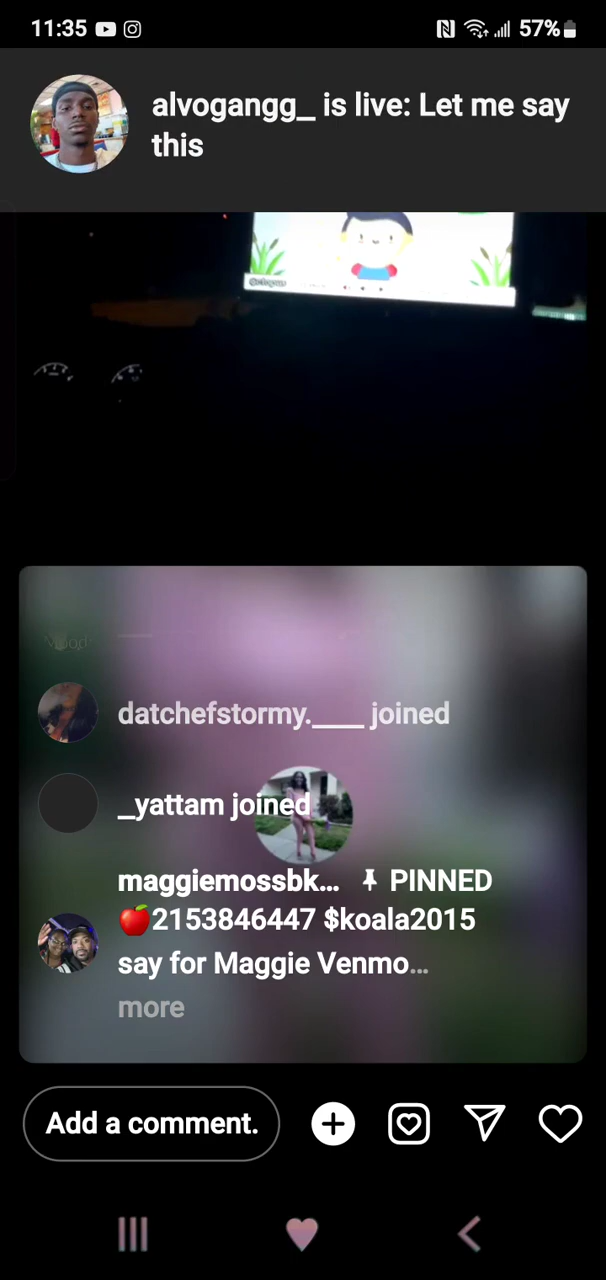 11:35
57%
alvogangg_ is live: Let me say
this
datchefstormy.____ joined
_yattam joined
maggiemossbk... PINNED
🍎2153846447 $koala2015
say for Maggie Venmo...
more
Add a comment.